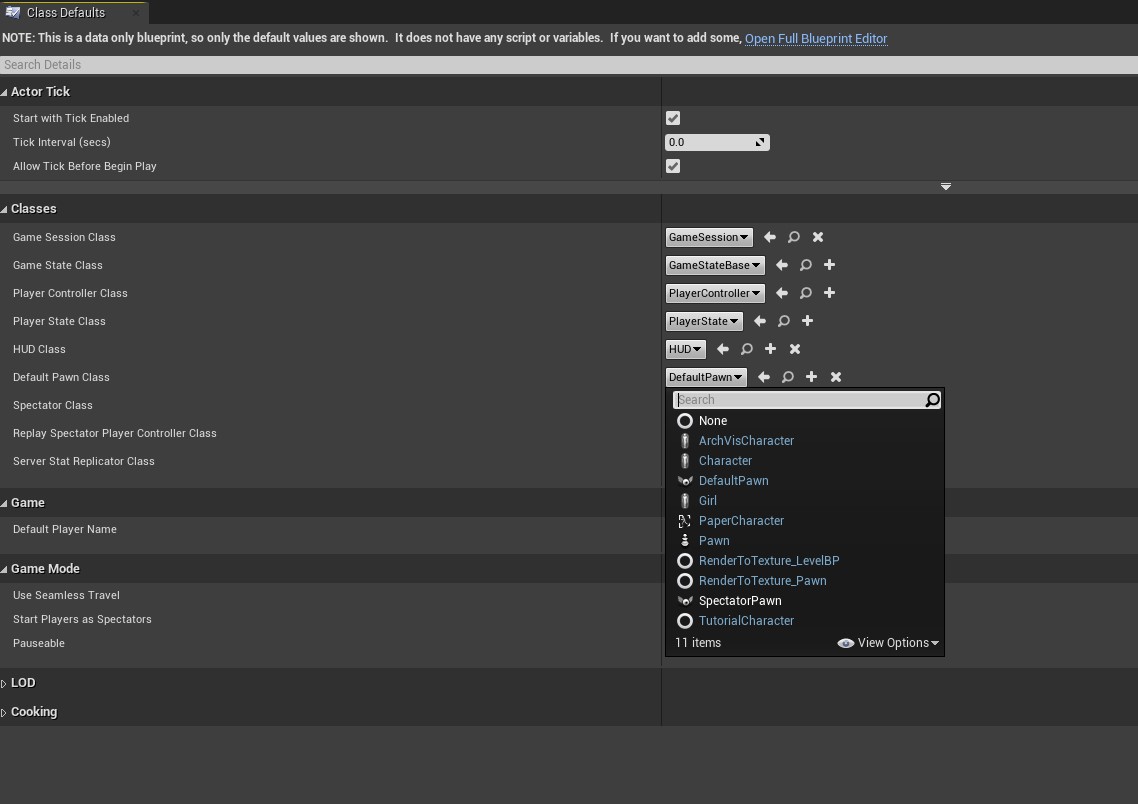 Class Defaults
NOTE: This is a data only blueprint, so only the default values are shown.  It does not have any script or variables.  If you want to add some, Open Full Blueprint Editor
Search Details
Actor Tick
Start with Tick Enabled
Tick Interval (secs) 0.0
Allow Tick Before Begin Play
Classes
Game Session Class GameSession
Game State Class GameStateBase
Player Controller Class PlayerController
Player State Class PlayerState
HUD Class HUD
Default Pawn Class DefaultPawn
Spectator Class
Replay Spectator Player Controller Class
Server Stat Replicator Class
Search
None
ArchVisCharacter
Character
DefaultPawn
Girl
PaperCharacter
Pawn
RenderToTexture_LevelBP
RenderToTexture_Pawn
SpectatorPawn
TutorialCharacter
11 items View Options
Game
Default Player Name
Game Mode
Use Seamless Travel
Start Players as Spectators
Pauseable
LOD
Cooking